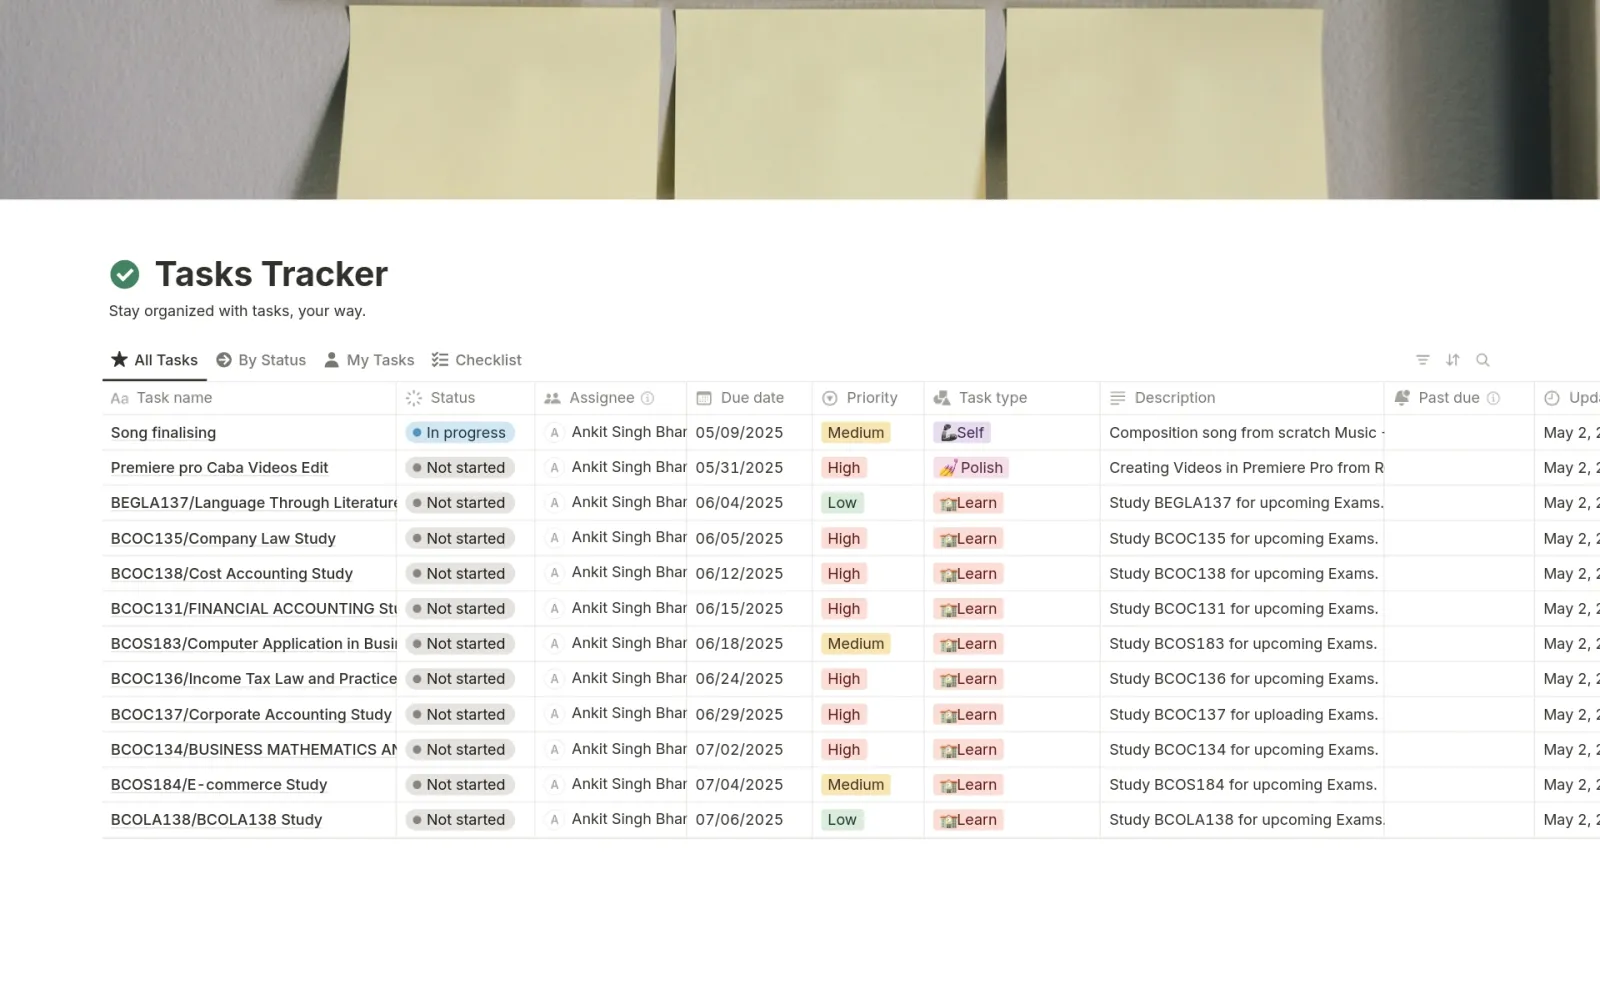 Tasks Tracker
Stay organized with tasks, your way.
All Tasks By Status My Tasks Checklist
Aa Task name Status Assignee Due date Priority Task type Description Past due
Song finalising In progress A Ankit Singh 05/09/2025 Medium Self Composition song from scratch Music May 2,
Premiere pro Caba Videos Edit Not started A Ankit Singh 05/31/2025 High Polish Creating Videos in Premiere Pro from May 2,
BEGLA137/Language Through Literature Not started A Ankit Singh 06/04/2025 Low Learn Study BEGLA137 for upcoming Exams. May 2,
BCOC135/Company Law Study Not started A Ankit Singh 06/05/2025 High Learn Study BCOC135 for upcoming Exams. May 2,
BCOC138/Cost Accounting Study Not started A Ankit Singh 06/12/2025 High Learn Study BCOC138 for upcoming Exams. May 2,
BCOC131/FINANCIAL ACCOUNTING Not started A Ankit Singh 06/15/2025 High Learn Study BCOC131 for upcoming Exams. May 2,
BCOS183/Computer Application in Not started A Ankit Singh 06/18/2025 Medium Learn Study BCOS183 for upcoming Exams. May 2,
BCOC136/Income Tax Law and Practice Not started A Ankit Singh 06/24/2025 High Learn Study BCOC136 for upcoming Exams. May 2,
BCOC137/Corporate Accounting Study Not started A Ankit Singh 06/29/2025 High Learn Study BCOC137 for uploading Exams. May 2,
BCOC134/BUSINESS MATHEMATICS Not started A Ankit Singh 07/02/2025 High Learn Study BCOC134 for upcoming Exams. May 2,
BCOS184/E-commerce Study Not started A Ankit Singh 07/04/2025 Medium Learn Study BCOS184 for upcoming Exams. May 2,
BCOLA138/BCOLA138 Study Not started A Ankit Singh 07/06/2025 Low Learn Study BCOLA138 for upcoming Exams. May 2,